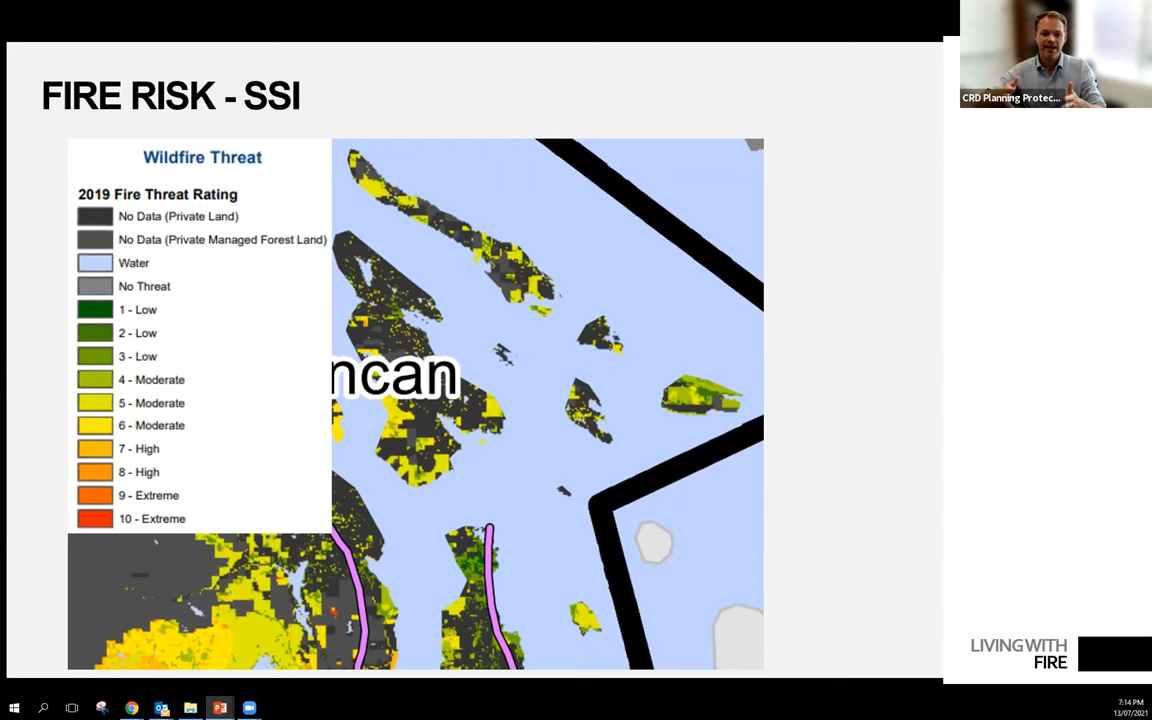 FIRE RISK - SSI
CRD Planning Protec...
Wildfire Threat
2019 Fire Threat Rating
No Data (Private Land)
No Data (Private Managed Forest Land)
Water
No Threat
1 - Low
2 - Low
3 - Low
4 - Moderate
5 - Moderate
6 - Moderate
7 - High
8 - High
9 - Extreme
10 - Extreme
ncan
LIVING WITH
FIRE
7:14 PM
13/07/2021